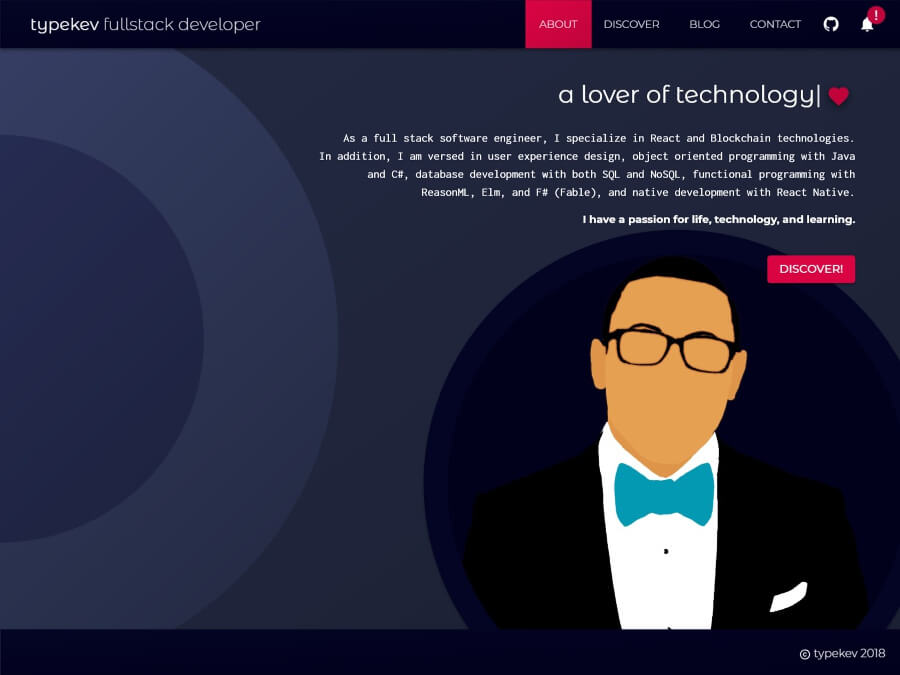 typekev fullstack developer
ABOUT
DISCOVER
BLOG
CONTACT
!
a lover of technology|
As a full stack software engineer, I specialize in React and Blockchain technologies.
In addition, I am versed in user experience design, object oriented programming with Java
and C#, database development with both SQL and NoSQL, functional programming with
ReasonML, Elm, and F# (Fable), and native development with React Native.
I have a passion for life, technology, and learning.
DISCOVER!
© typekev 2018